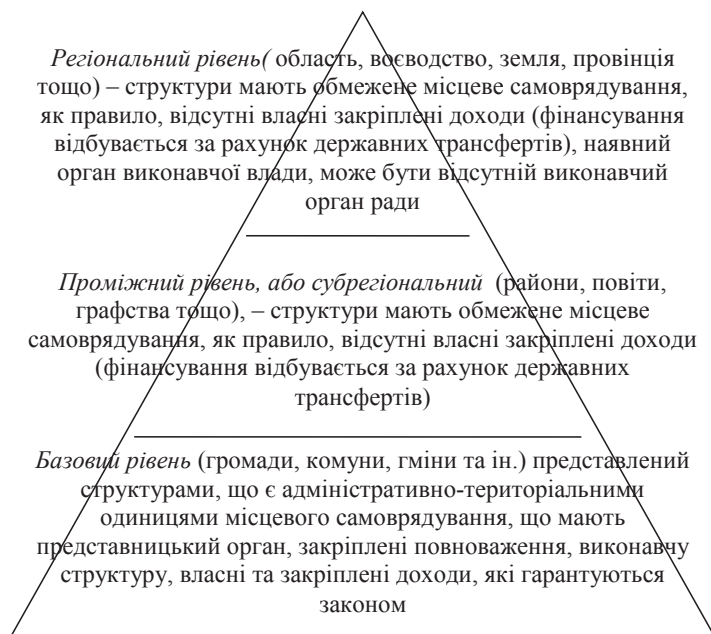 Регіональний рівень( область, воєводство, земля, провінція
тощо) – структури мають обмежене місцеве самоврядування,
як правило, відсутні власні закріплені доходи (фінансування
відбувається за рахунок державних трансфертів), наявний
орган виконавчої влади, може бути відсутній виконавчий
орган ради
Проміжний рівень, або субрегіональний (райони, повіти,
графства тощо), – структури мають обмежене місцеве
самоврядування, як правило, відсутні власні закріплені доходи
(фінансування відбувається за рахунок державних
трансфертів)
Базовий рівень (громади, комуни, гміни та ін.) представлений
структурами, що є адміністративно-територіальними
одиницями місцевого самоврядування, що мають
представницький орган, закріплені повноваження, виконавчу
структуру, власні та закріплені доходи, які гарантуються
законом